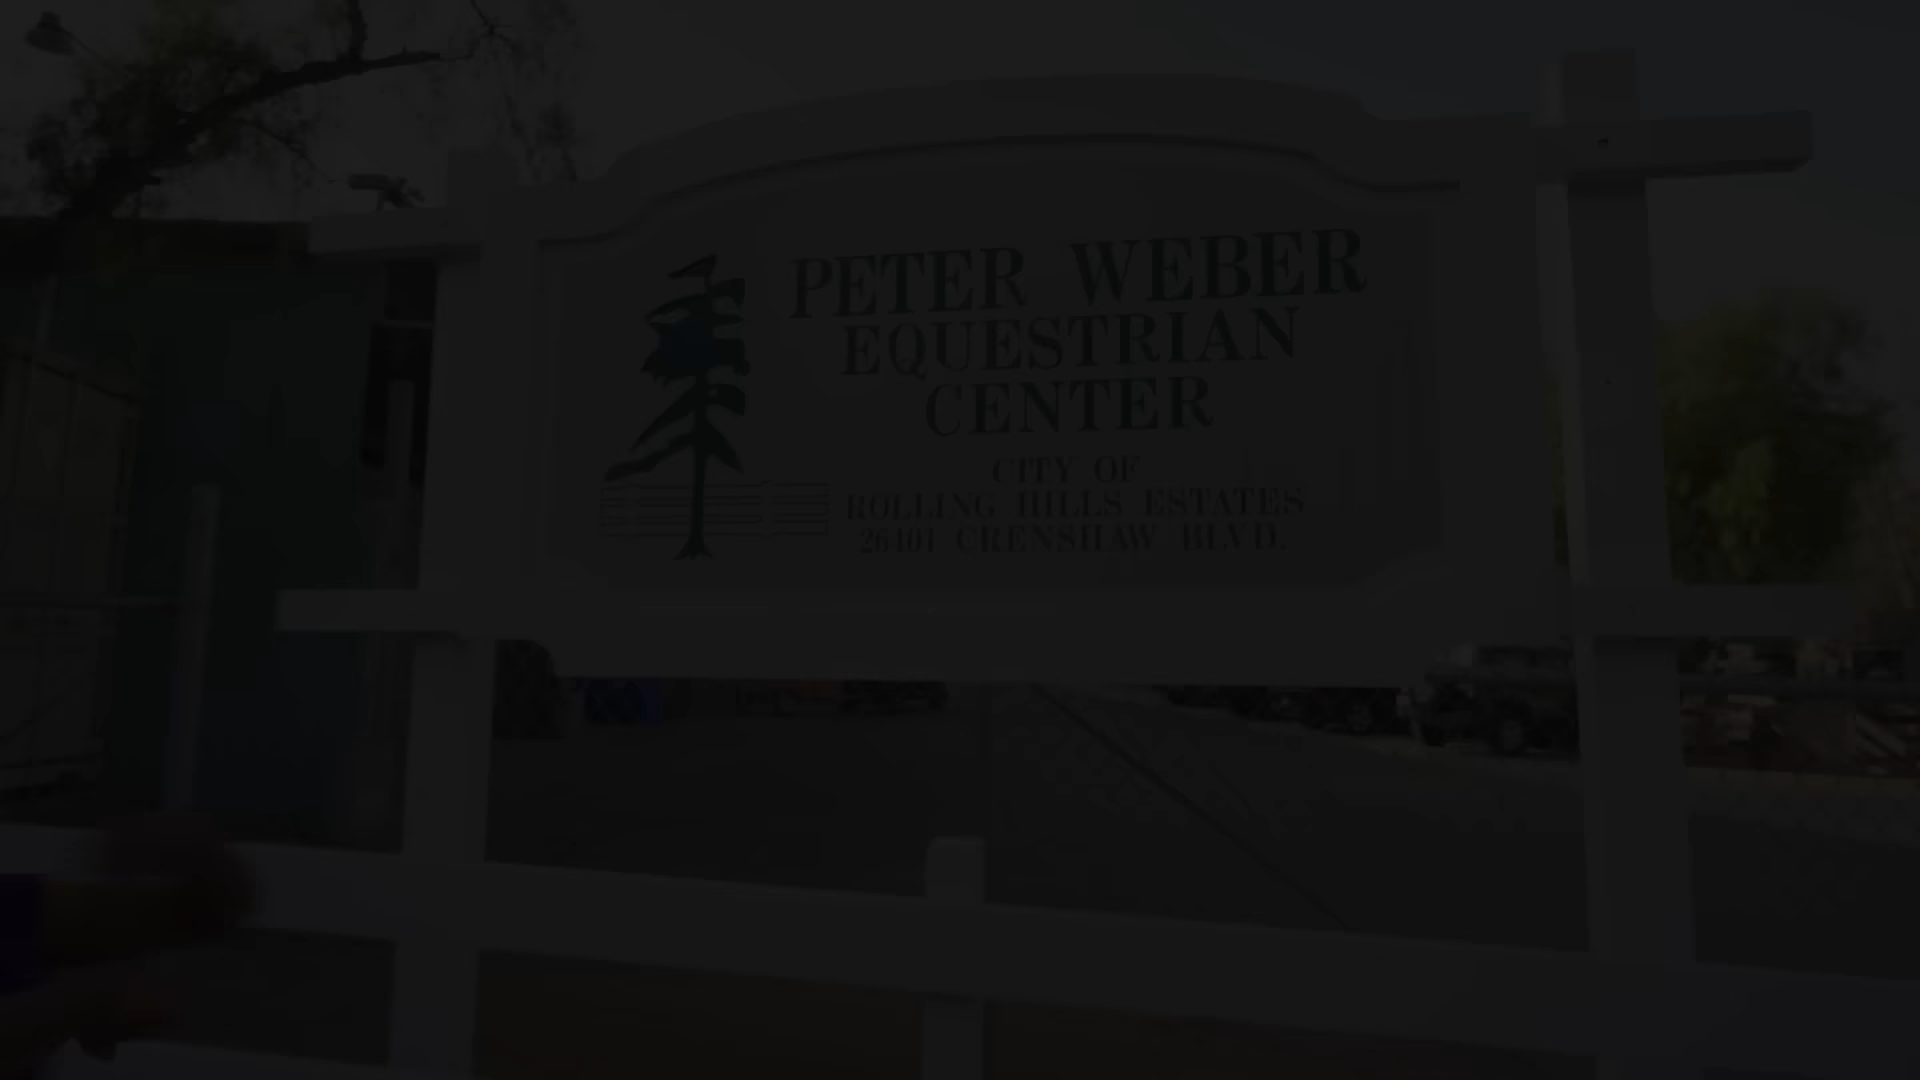 PETER WEBER
EQUESTRIAN
CENTER
CITY OF
ROLLING HILLS ESTATES
26401 CRENSHAW BLVD.